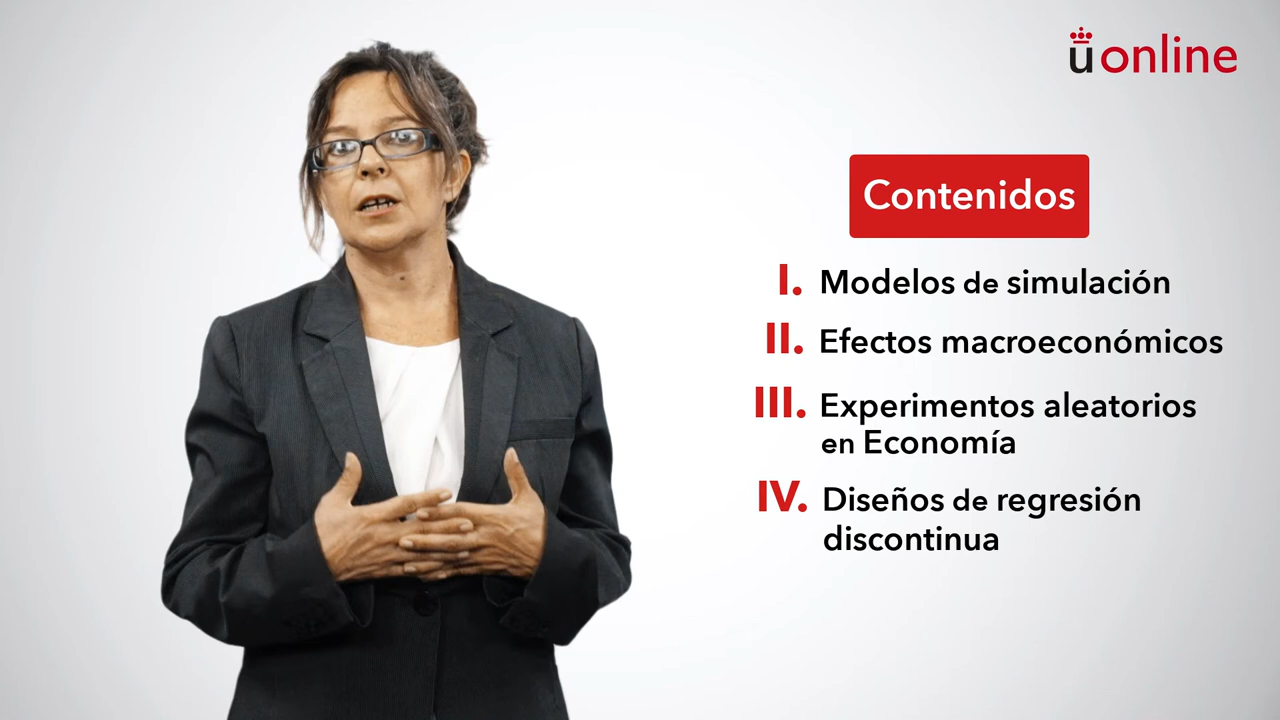 ü online
Contenidos
I. Modelos de simulación
II. Efectos macroeconómicos
III. Experimentos aleatorios
en Economía
IV. Diseños de regresión
discontinua